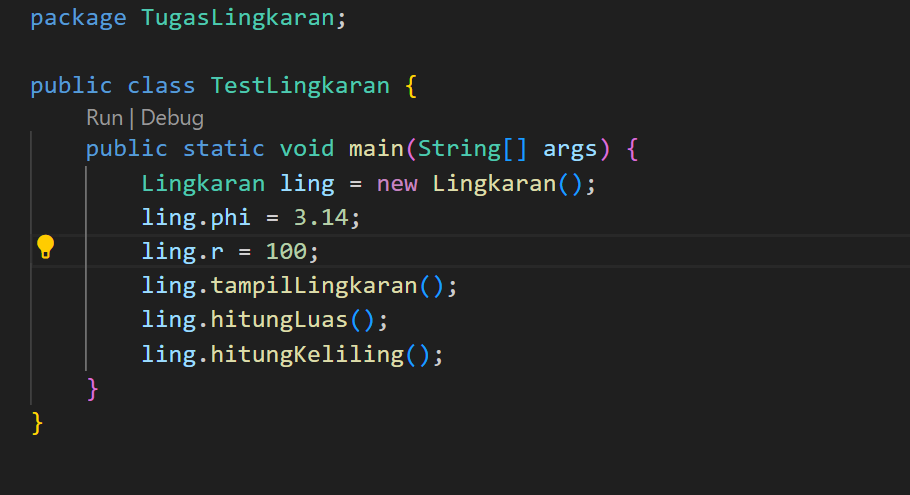 package TugasLingkaran;
public class TestLingkaran {
Run | Debug
public static void main(String[] args) {
Lingkaran ling = new Lingkaran();
ling.phi = 3.14;
ling.r = 100;
ling.tampilLingkaran();
ling.hitungLuas();
ling.hitungKeliling();
}
}